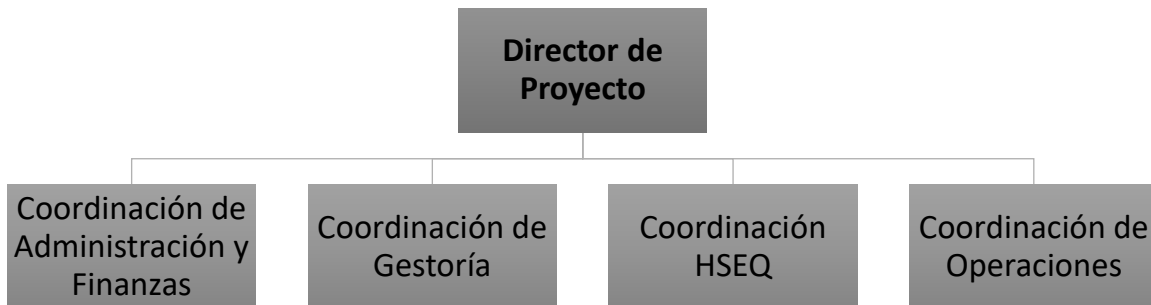 Director de
Proyecto
Coordinación de
Administración y
Finanzas
Coordinación de
Gestoría
Coordinación
HSEQ
Coordinación de
Operaciones